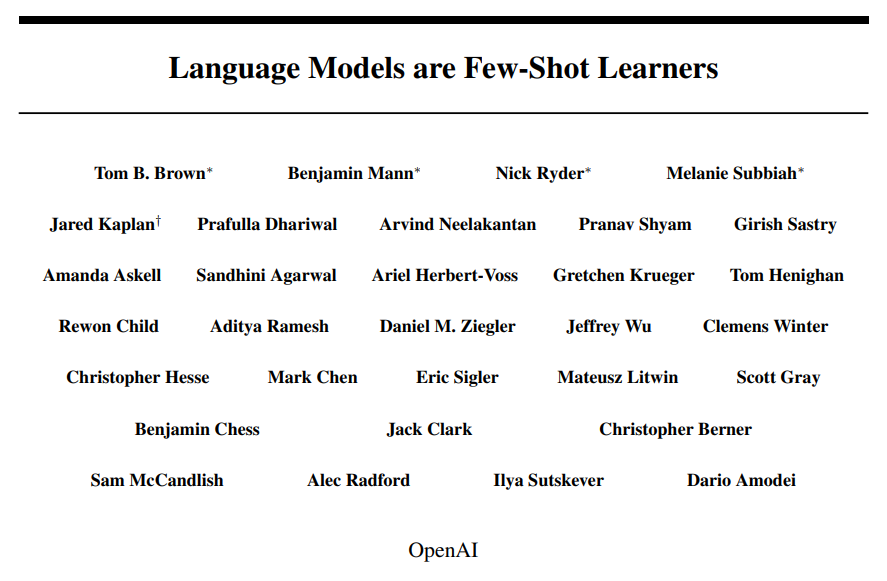 Language Models are Few-Shot Learners
Tom B. Brown* Benjamin Mann* Nick Ryder* Melanie Subbiah*
Jared Kaplan† Prafulla Dhariwal Arvind Neelakantan Pranav Shyam Girish Sastry
Amanda Askell Sandhini Agarwal Ariel Herbert-Voss Gretchen Krueger Tom Henighan
Rewon Child Aditya Ramesh Daniel M. Ziegler Jeffrey Wu Clemens Winter
Christopher Hesse Mark Chen Eric Sigler Mateusz Litwin Scott Gray
Benjamin Chess Jack Clark Christopher Berner
Sam McCandlish Alec Radford Ilya Sutskever Dario Amodei
OpenAI